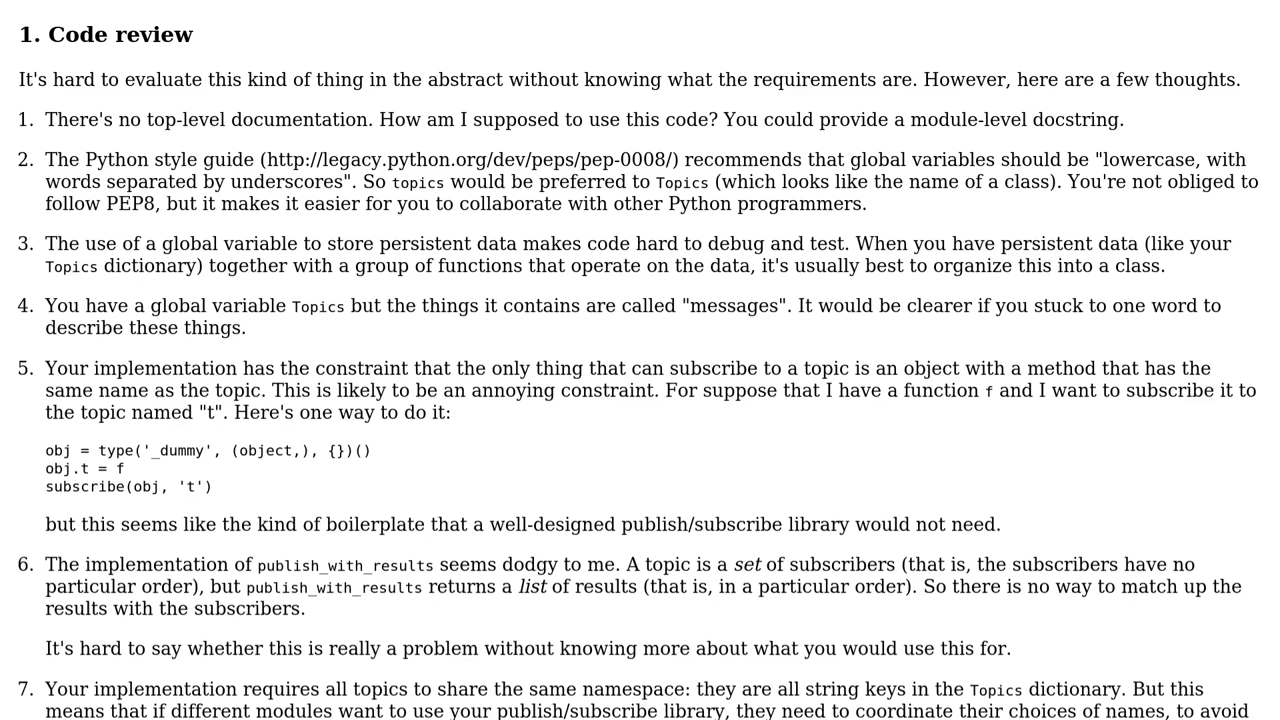 1. Code review
It's hard to evaluate this kind of thing in the abstract without knowing what the requirements are. However, here are a few thoughts.
1. There's no top-level documentation. How am I supposed to use this code? You could provide a module-level docstring.
2. The Python style guide (http://legacy.python.org/dev/peps/pep-0008/) recommends that global variables should be "lowercase, with
words separated by underscores". So topics would be preferred to Topics (which looks like the name of a class). You're not obliged to
follow PEP8, but it makes it easier for you to collaborate with other Python programmers.
3. The use of a global variable to store persistent data makes code hard to debug and test. When you have persistent data (like your
Topics dictionary) together with a group of functions that operate on the data, it's usually best to organize this into a class.
4. You have a global variable Topics but the things it contains are called "messages". It would be clearer if you stuck to one word to
describe these things.
5. Your implementation has the constraint that the only thing that can subscribe to a topic is an object with a method that has the
same name as the topic. This is likely to be an annoying constraint. For suppose that I have a function f and I want to subscribe it to
the topic named "t". Here's one way to do it:
obj = type('_dummy', (object,), {})()
obj.t = f
subscribe(obj, 't')
but this seems like the kind of boilerplate that a well-designed publish/subscribe library would not need.
6. The implementation of publish_with_results seems dodgy to me. A topic is a set of subscribers (that is, the subscribers have no
particular order), but publish_with_results returns a list of results (that is, in a particular order). So there is no way to match up the
results with the subscribers.
It's hard to say whether this is really a problem without knowing more about what you would use this for.
7. Your implementation requires all topics to share the same namespace: they are all string keys in the Topics dictionary. But this
means that if different modules want to use your publish/subscribe library, they need to coordinate their choices of names, to avoid